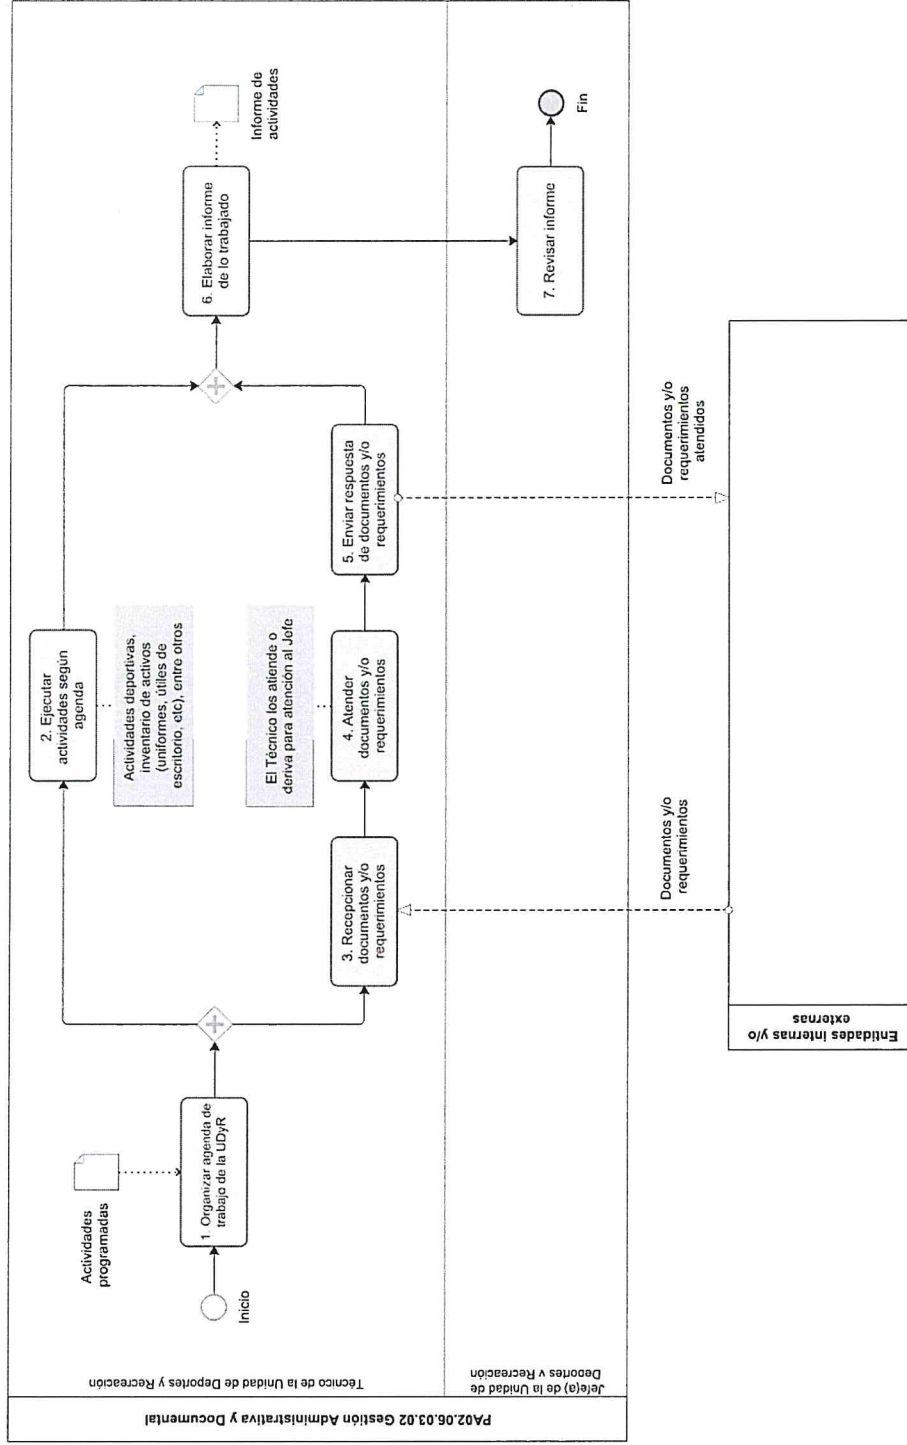 PA02.06.03.02 Gestión Administrativa y Documental
Técnico de la Unidad de Deportes y Recreación
Jefe(a) de la Unidad de
Deportes y Recreación
Inicio
Actividades
programadas
1. Organizar agenda de
trabajo de la UDyR
2. Ejecutar
actividades según
agenda
Actividades deportivas,
inventario de activos
(uniformes, útiles de
escritorio, etc), entre otros
3. Recepcionar
documentos y/o
requerimientos
El Técnico los atiende o
deriva para atención al Jefe
4. Atender
documentos y/o
requerimientos
5. Enviar respuesta
de documentos y/o
requerimientos
6. Elaborar informe
de lo trabajado
Informe de
actividades
7. Revisar informe
Fin
Documentos y/o
requerimientos
Documentos y/o
requerimientos
atendidos
Entidades internas y/o
externas